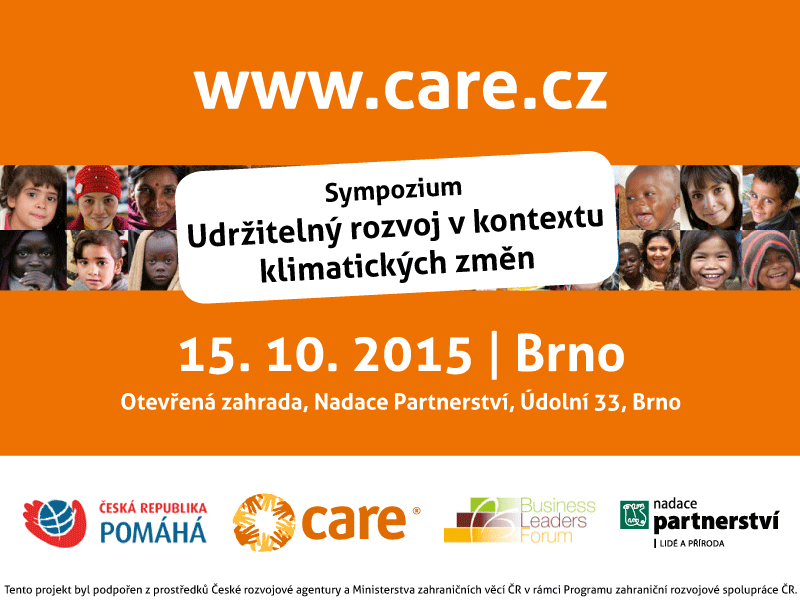 www.care.cz
Sympozium
Udržitelný rozvoj v kontextu
klimatických změn
15. 10. 2015 | Brno
Otevřená zahrada, Nadace Partnerství, Údolní 33, Brno
ČESKÁ REPUBLIKA
POMÁHÁ
care®
Business
Leaders
Forum
nadace
partnerství
| LIDÉ A PŘÍRODA
Tento projekt byl podpořen z prostředků České rozvojové agentury a Ministerstva zahraničních věcí ČR v rámci Programu zahraniční rozvojové spolupráce ČR.